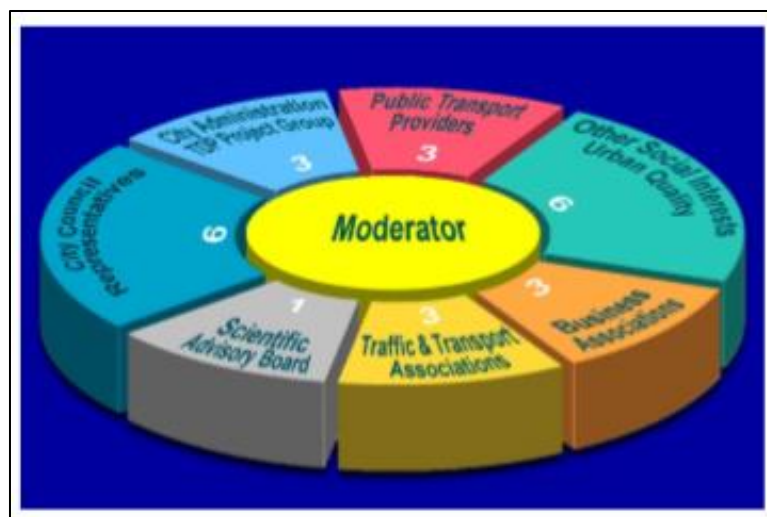 City Administration
TDP Project Group
3
Public Transport
Providers
3
Other Social Interests
Urban Quality
6
City Council
Representatives
6
Moderator
3
Business
Associations
1
Scientific
Advisory Board
3
Traffic & Transport
Associations